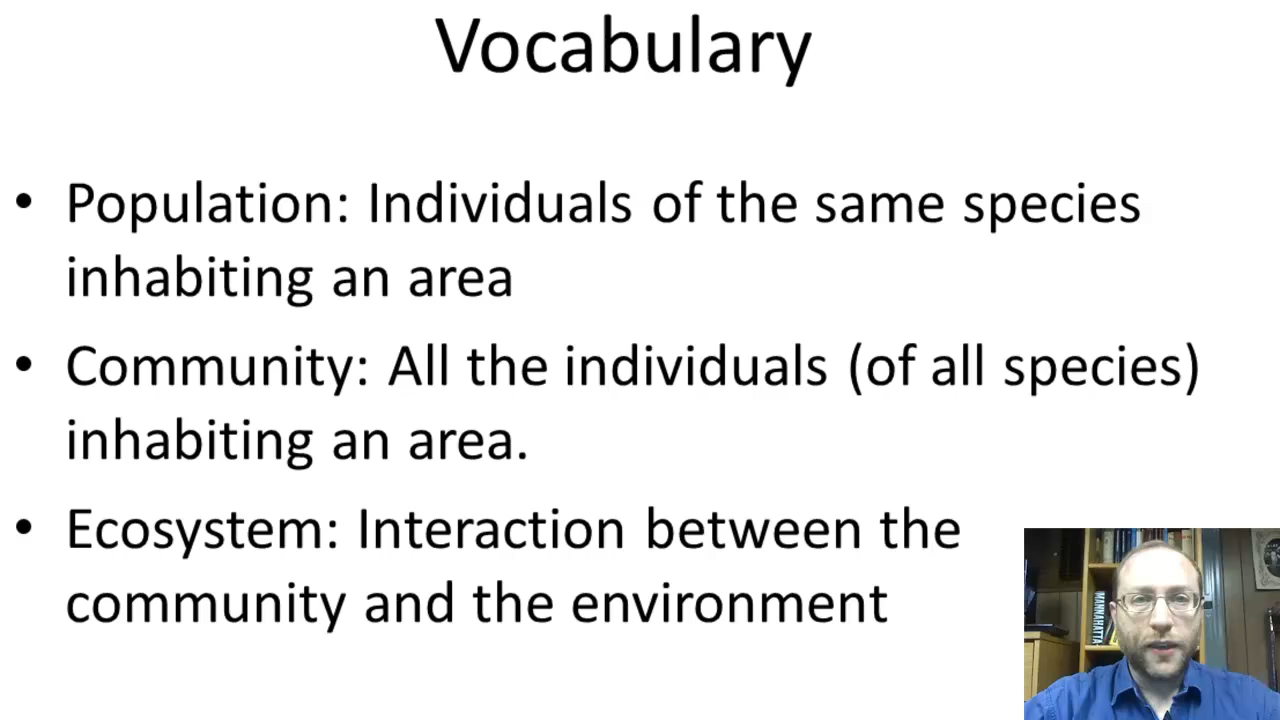 Vocabulary
• Population: Individuals of the same species
inhabiting an area
• Community: All the individuals (of all species)
inhabiting an area.
• Ecosystem: Interaction between the
community and the environment
MANNAHATTA